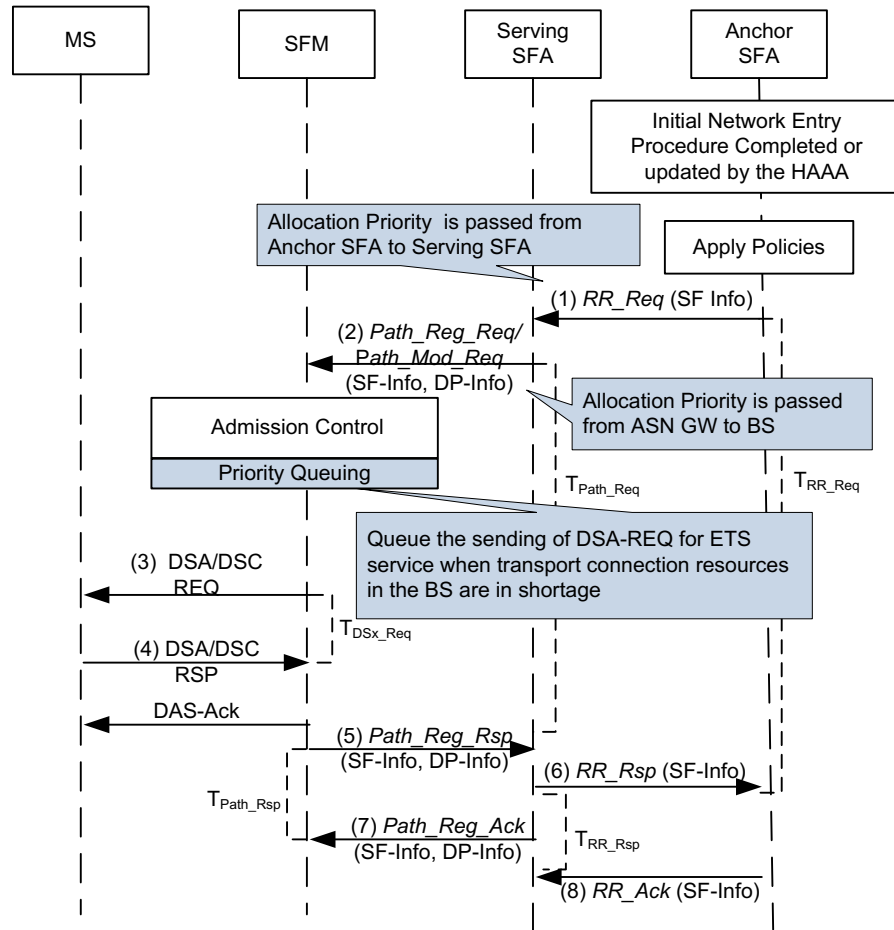 MS
SFM
Serving
SFA
Anchor
SFA
Initial Network Entry
Procedure Completed or
updated by the HAAA
Allocation Priority is passed from
Anchor SFA to Serving SFA
Apply Policies
(1) RR_Req (SF Info)
(2) Path_Reg_Req/
Path_Mod_Req
(SF-Info, DP-Info)
Allocation Priority is passed
from ASN GW to BS
Admission Control
Priority Queuing
T_Path_Req
T_RR_Req
Queue the sending of DSA-REQ for ETS
service when transport connection resources
in the BS are in shortage
(3) DSA/DSC
REQ
T_DSx_Req
(4) DSA/DSC
RSP
DAS-Ack
(5) Path_Reg_Rsp
(SF-Info, DP-Info)
(6) RR_Rsp (SF-Info)
T_Path_Rsp
(7) Path_Reg_Ack
(SF-Info, DP-Info)
T_RR_Rsp
(8) RR_Ack (SF-Info)